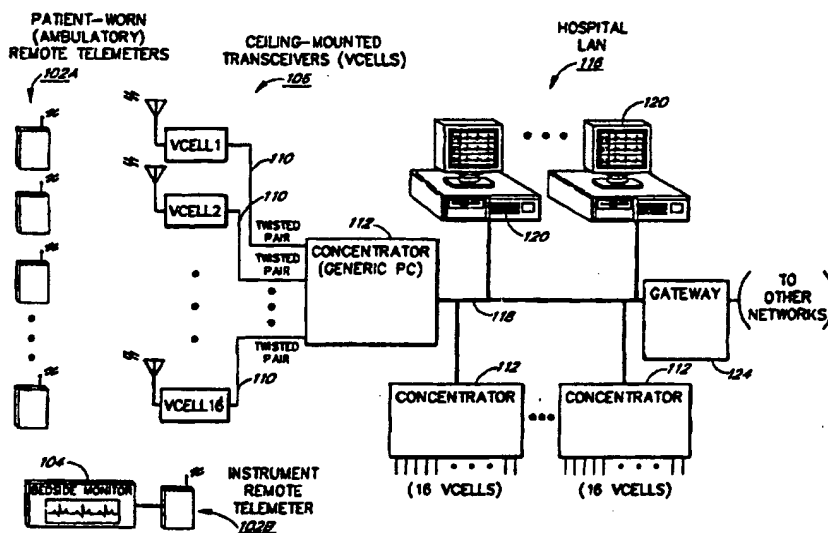 PATIENT-WORN
(AMBULATORY)
REMOTE TELEMETERS
102A
CEILING-MOUNTED
TRANSCEIVERS (VCELLS)
106
HOSPITAL
LAN
116
120
VCELL1
110
VCELL2
110
TWISTED
PAIR
TWISTED
PAIR
TWISTED
PAIR
VCELL16
110
112
CONCENTRATOR
(GENERIC PC)
120
118
GATEWAY
124
TO
OTHER
NETWORKS
112
CONCENTRATOR
(16 VCELLS)
112
CONCENTRATOR
(16 VCELLS)
104
BEDSIDE MONITOR
INSTRUMENT
REMOTE
TELEMETER
102B